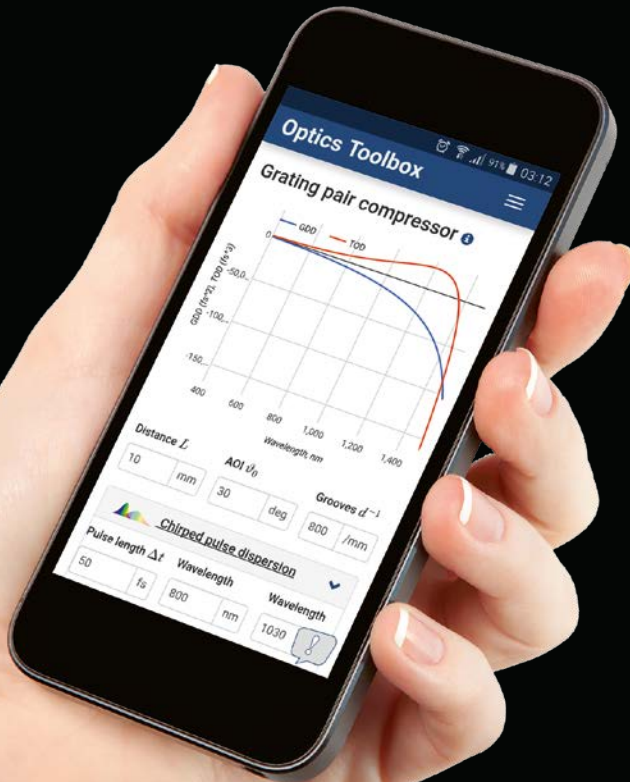 91% 03:12
Optics Toolbox
Grating pair compressor
GDD TOD
GDD (fs^2), TOD (fs^3)
0
-50,0...
-100,...
-150,...
400 600 800 1,000 1,200 1,400
Wavelength, nm
Distance L AOI ϑ₀ Grooves d⁻¹
10 mm 30 deg 800 /mm
Chirped pulse dispersion
Pulse length Δt Wavelength Wavelength
50 fs 800 nm 1030
!